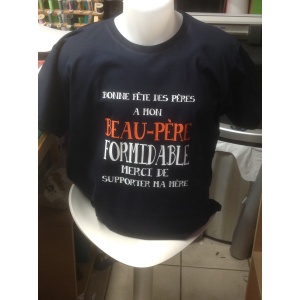 BONNE FÊTE DES PÈRES
A MON
BEAU-PÈRE
FORMIDABLE
MERCI DE
SUPPORTER MA MÈRE